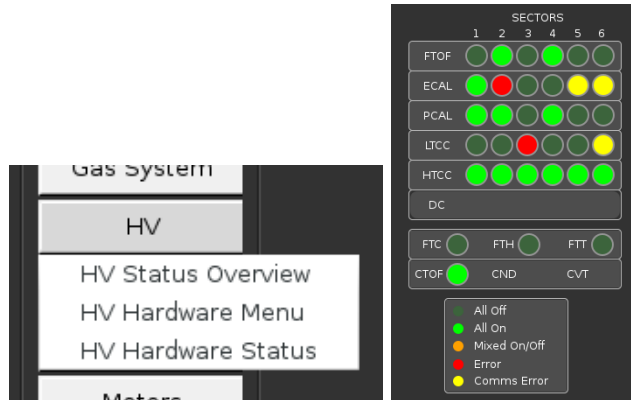 Gas System
HV
HV Status Overview
HV Hardware Menu
HV Hardware Status
Motors
SECTORS
1 2 3 4 5 6
FTOF
ECAL
PCAL
LTCC
HTCC
DC
FTC FTH FTT
CTOF CND CVT
All Off
All On
Mixed On/Off
Error
Comms Error